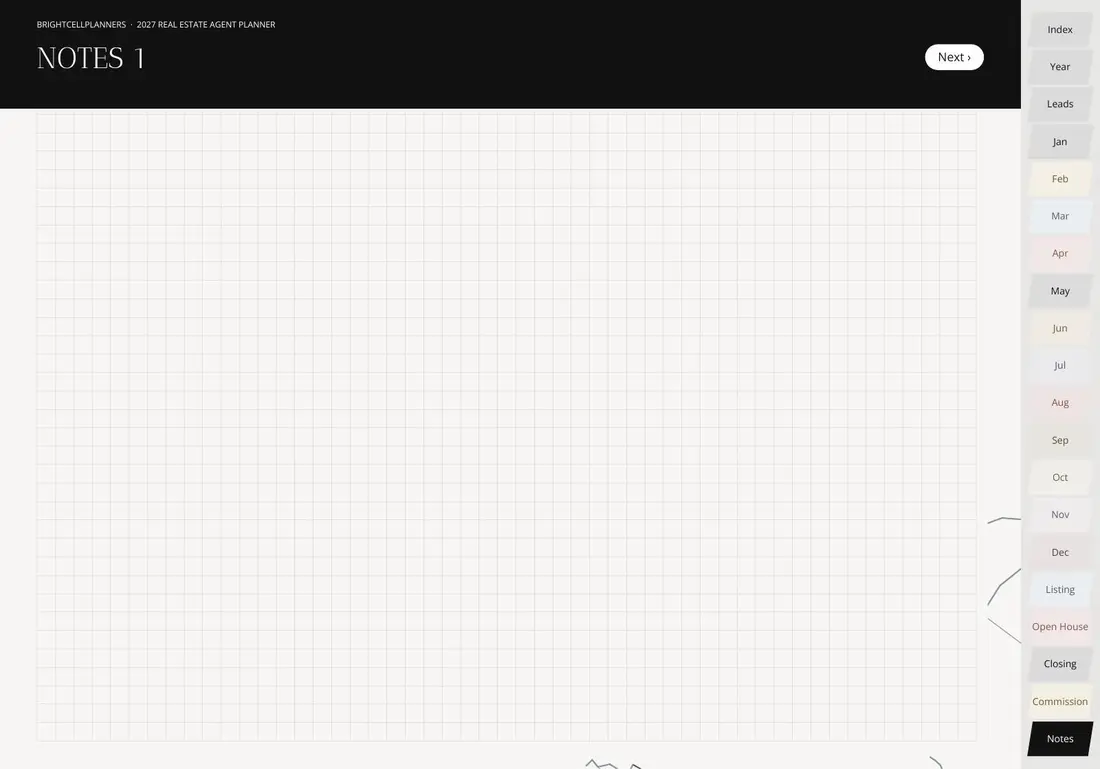 BRIGHTCELLPLANNERS · 2027 REAL ESTATE AGENT PLANNER
NOTES 1
Next ›
Index
Year
Leads
Jan
Feb
Mar
Apr
May
Jun
Jul
Aug
Sep
Oct
Nov
Dec
Listing
Open House
Closing
Commission
Notes